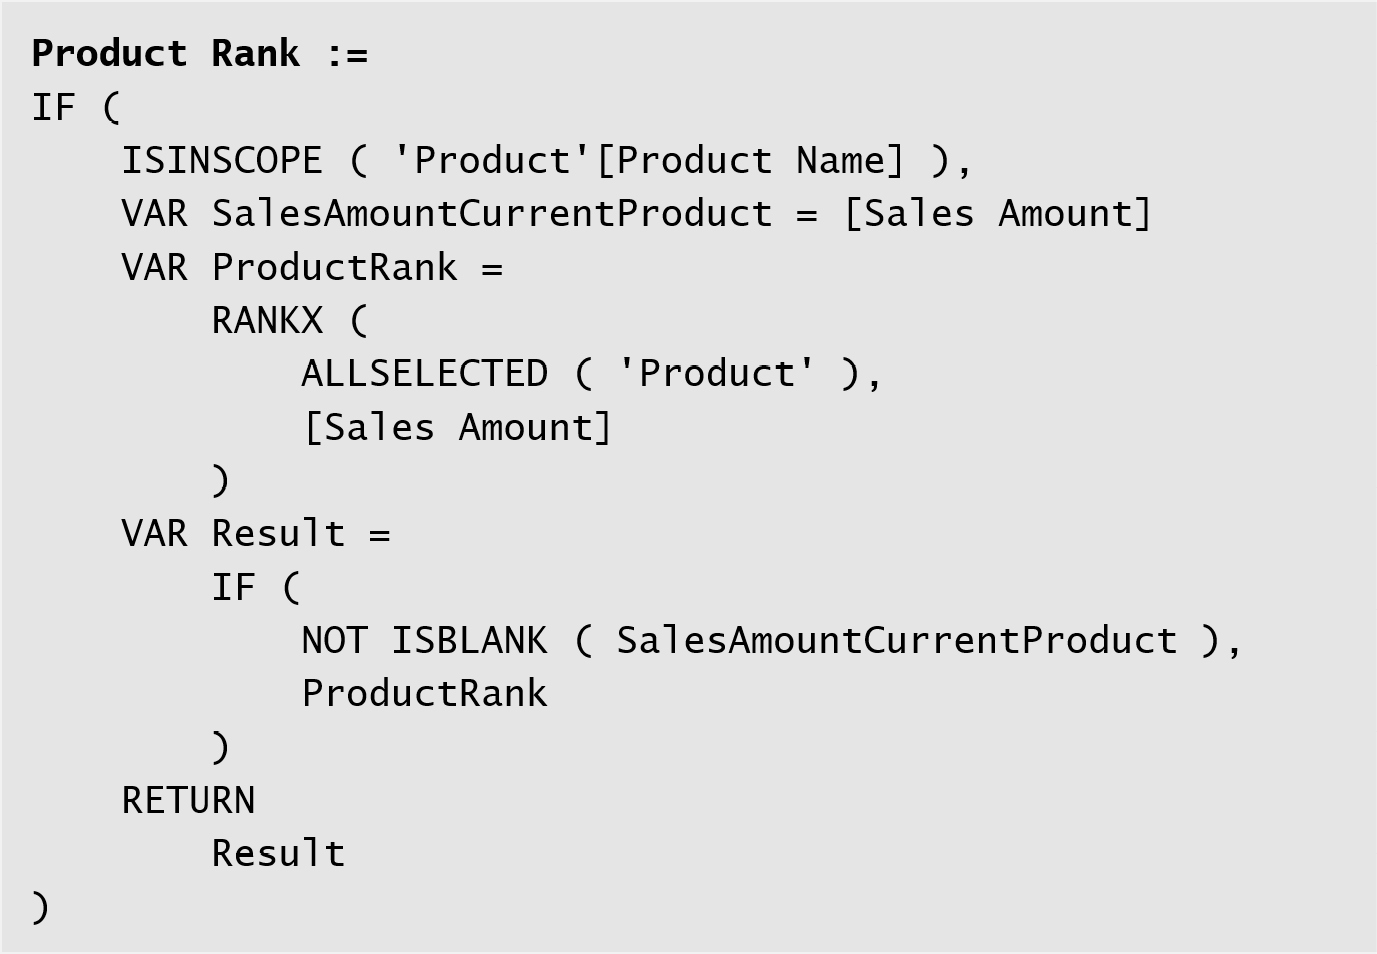 Product Rank :=
IF (
    ISINSCOPE ( 'Product'[Product Name] ),
    VAR SalesAmountCurrentProduct = [Sales Amount]
    VAR ProductRank =
        RANKX (
            ALLSELECTED ( 'Product' ),
            [Sales Amount]
        )
    VAR Result =
        IF (
            NOT ISBLANK ( SalesAmountCurrentProduct ),
            ProductRank
        )
    RETURN
        Result
)